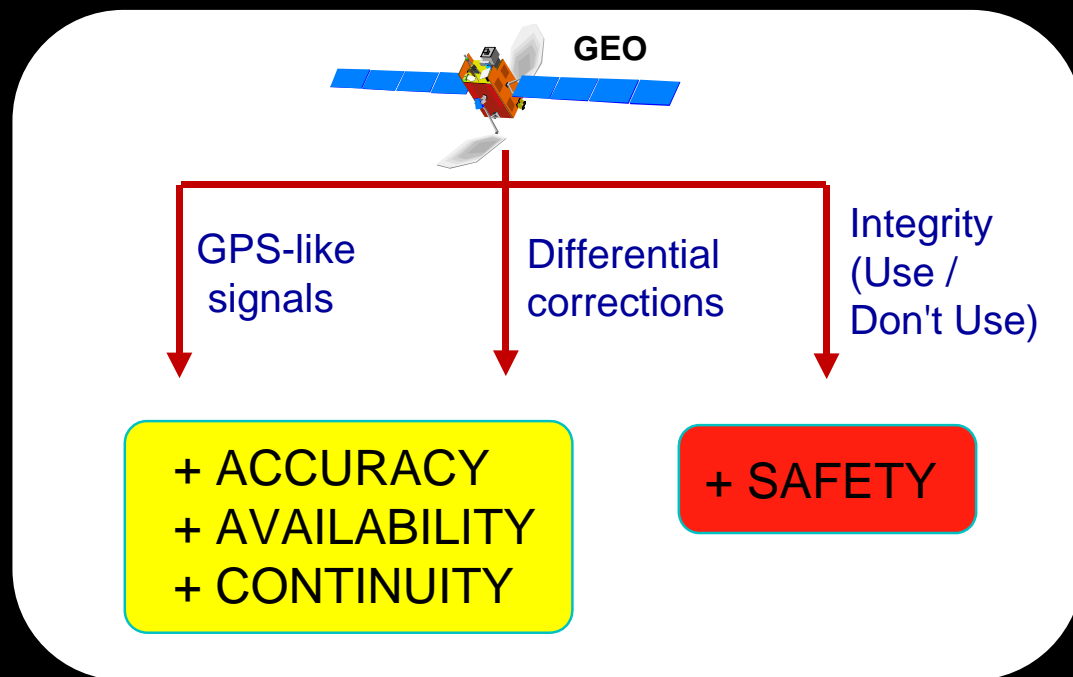 GEO
GPS-like
signals
Differential
corrections
Integrity
(Use /
Don't Use)
+ ACCURACY
+ AVAILABILITY
+ CONTINUITY
+ SAFETY